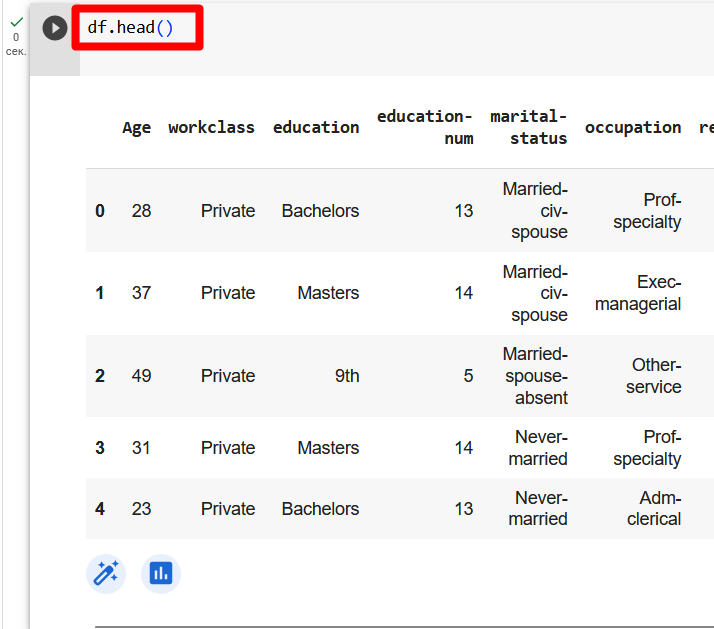 0
сек.
df.head()
Age workclass education education-num marital-status occupation re
0 28 Private Bachelors 13 Married-civ-spouse Prof-specialty
1 37 Private Masters 14 Married-civ-spouse Exec-managerial
2 49 Private 9th 5 Married-spouse-absent Other-service
3 31 Private Masters 14 Never-married Prof-specialty
4 23 Private Bachelors 13 Never-married Adm-clerical